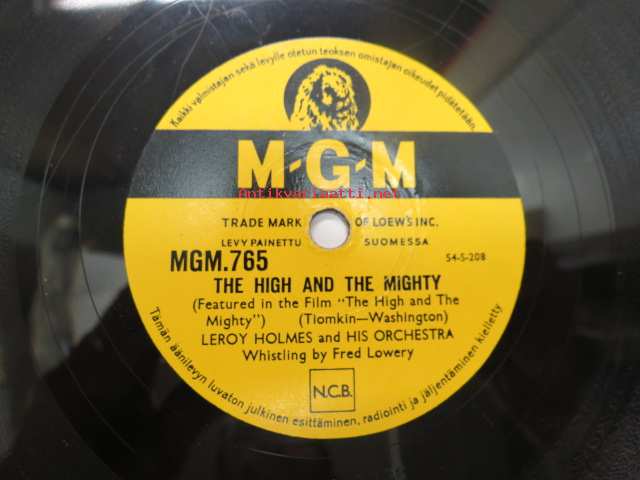 Kaikki valmistajan sekä levylle otetun teoksen omistajan oikeudet pidätetään.
M-G-M
Antikvariaatti.net
TRADE MARK OF LOEWS INC.
LEVY PAINETTU SUOMESSA
MGM.765 54-S-208
THE HIGH AND THE MIGHTY
(Featured in the Film "The High and The
Mighty") (Tiomkin—Washington)
LEROY HOLMES and HIS ORCHESTRA
Whistling by Fred Lowery
N.C.B.
Tämän äänilevyn luvaton julkinen esittäminen, radiointi ja jäljentäminen kielletty